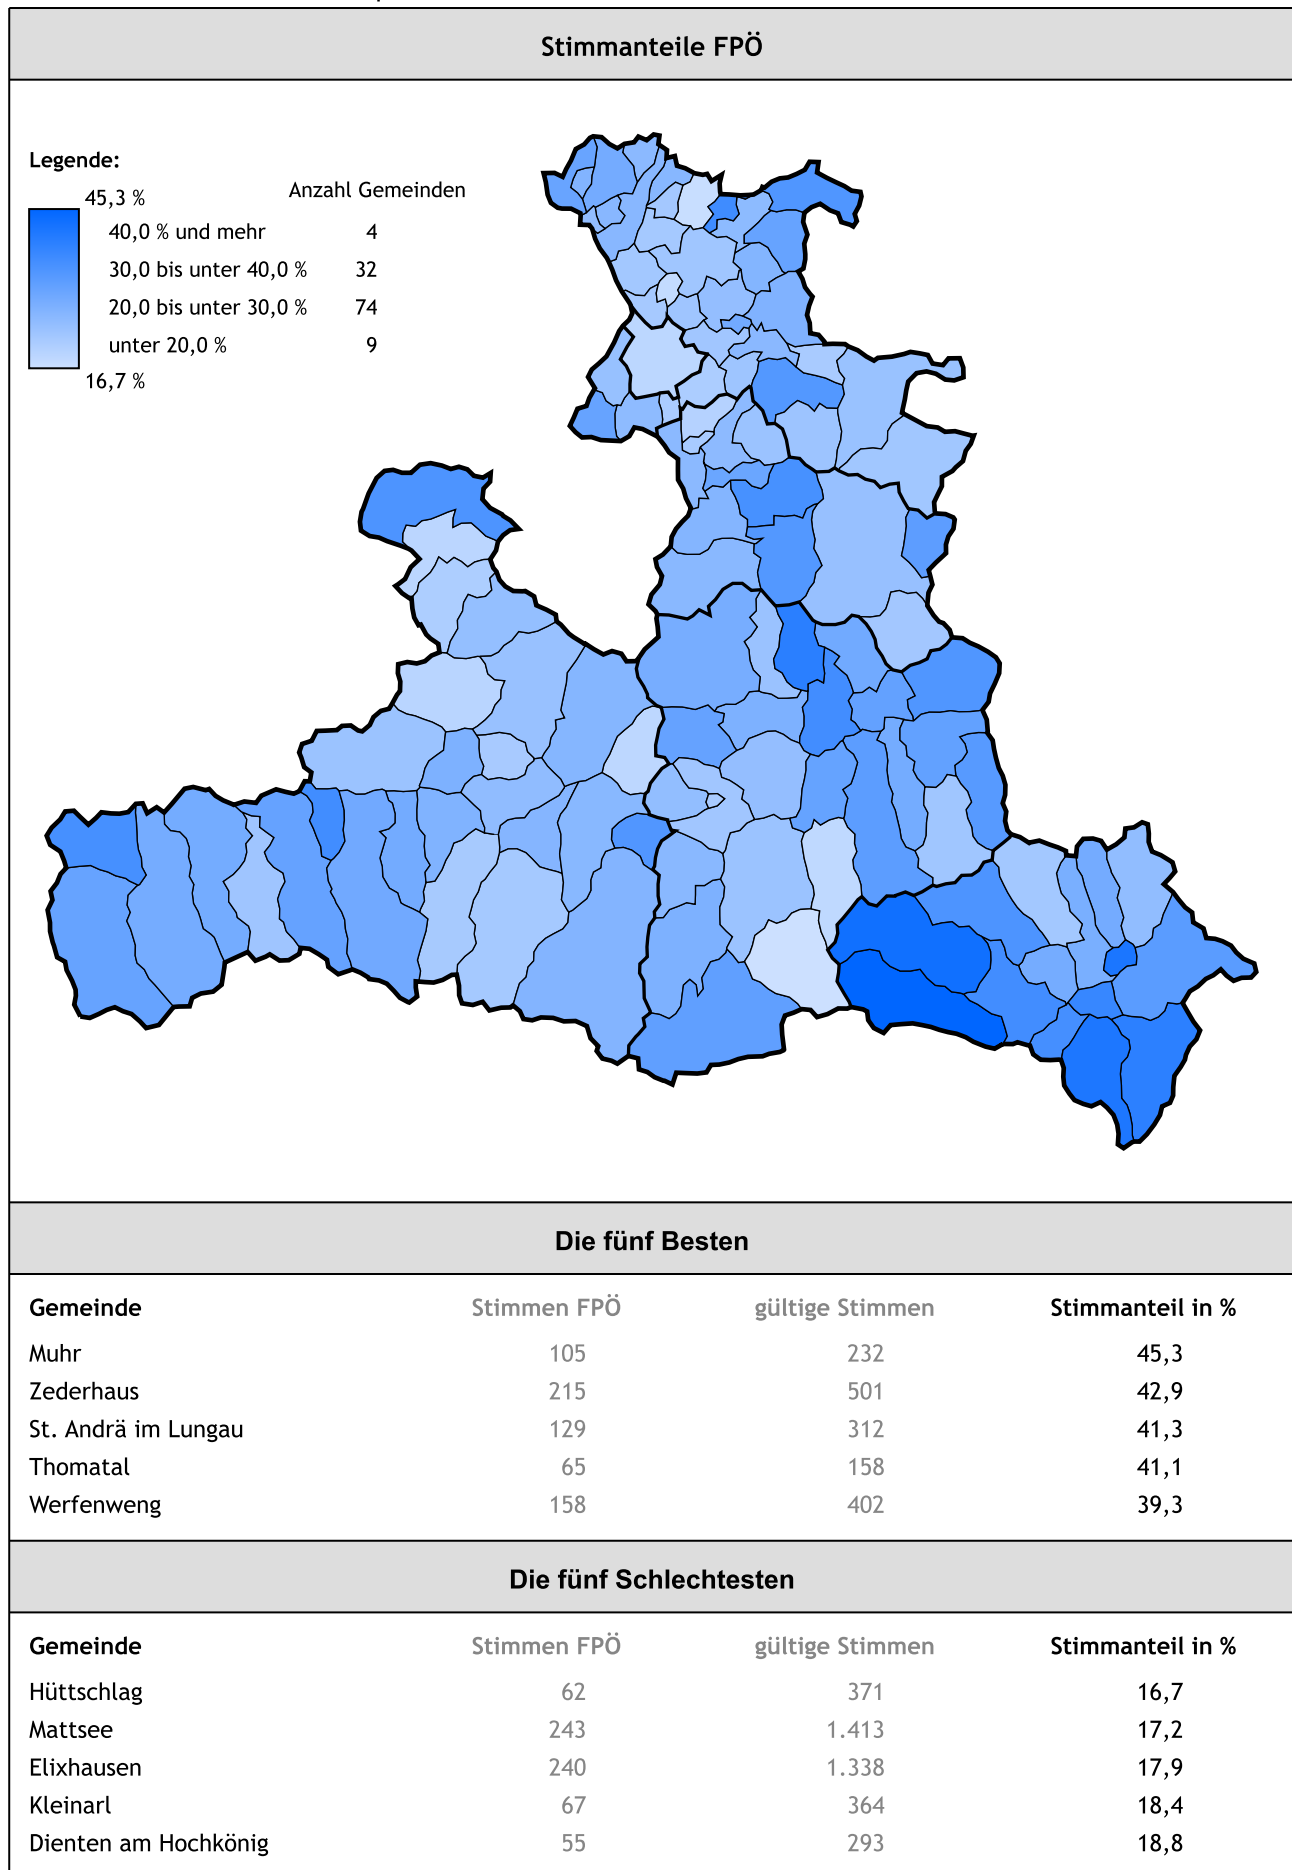 Stimmanteile FPÖ
Legende:
45,3 %
Anzahl Gemeinden
40,0 % und mehr 4
30,0 bis unter 40,0 % 32
20,0 bis unter 30,0 % 74
unter 20,0 % 9
16,7 %
Die fünf Besten
Gemeinde Stimmen FPÖ gültige Stimmen Stimmanteil in %
Muhr 105 232 45,3
Zederhaus 215 501 42,9
St. Andrä im Lungau 129 312 41,3
Thomatal 65 158 41,1
Werfenweng 158 402 39,3
Die fünf Schlechtesten
Gemeinde Stimmen FPÖ gültige Stimmen Stimmanteil in %
Hüttschlag 62 371 16,7
Mattsee 243 1.413 17,2
Elixhausen 240 1.338 17,9
Kleinarl 67 364 18,4
Dienten am Hochkönig 55 293 18,8